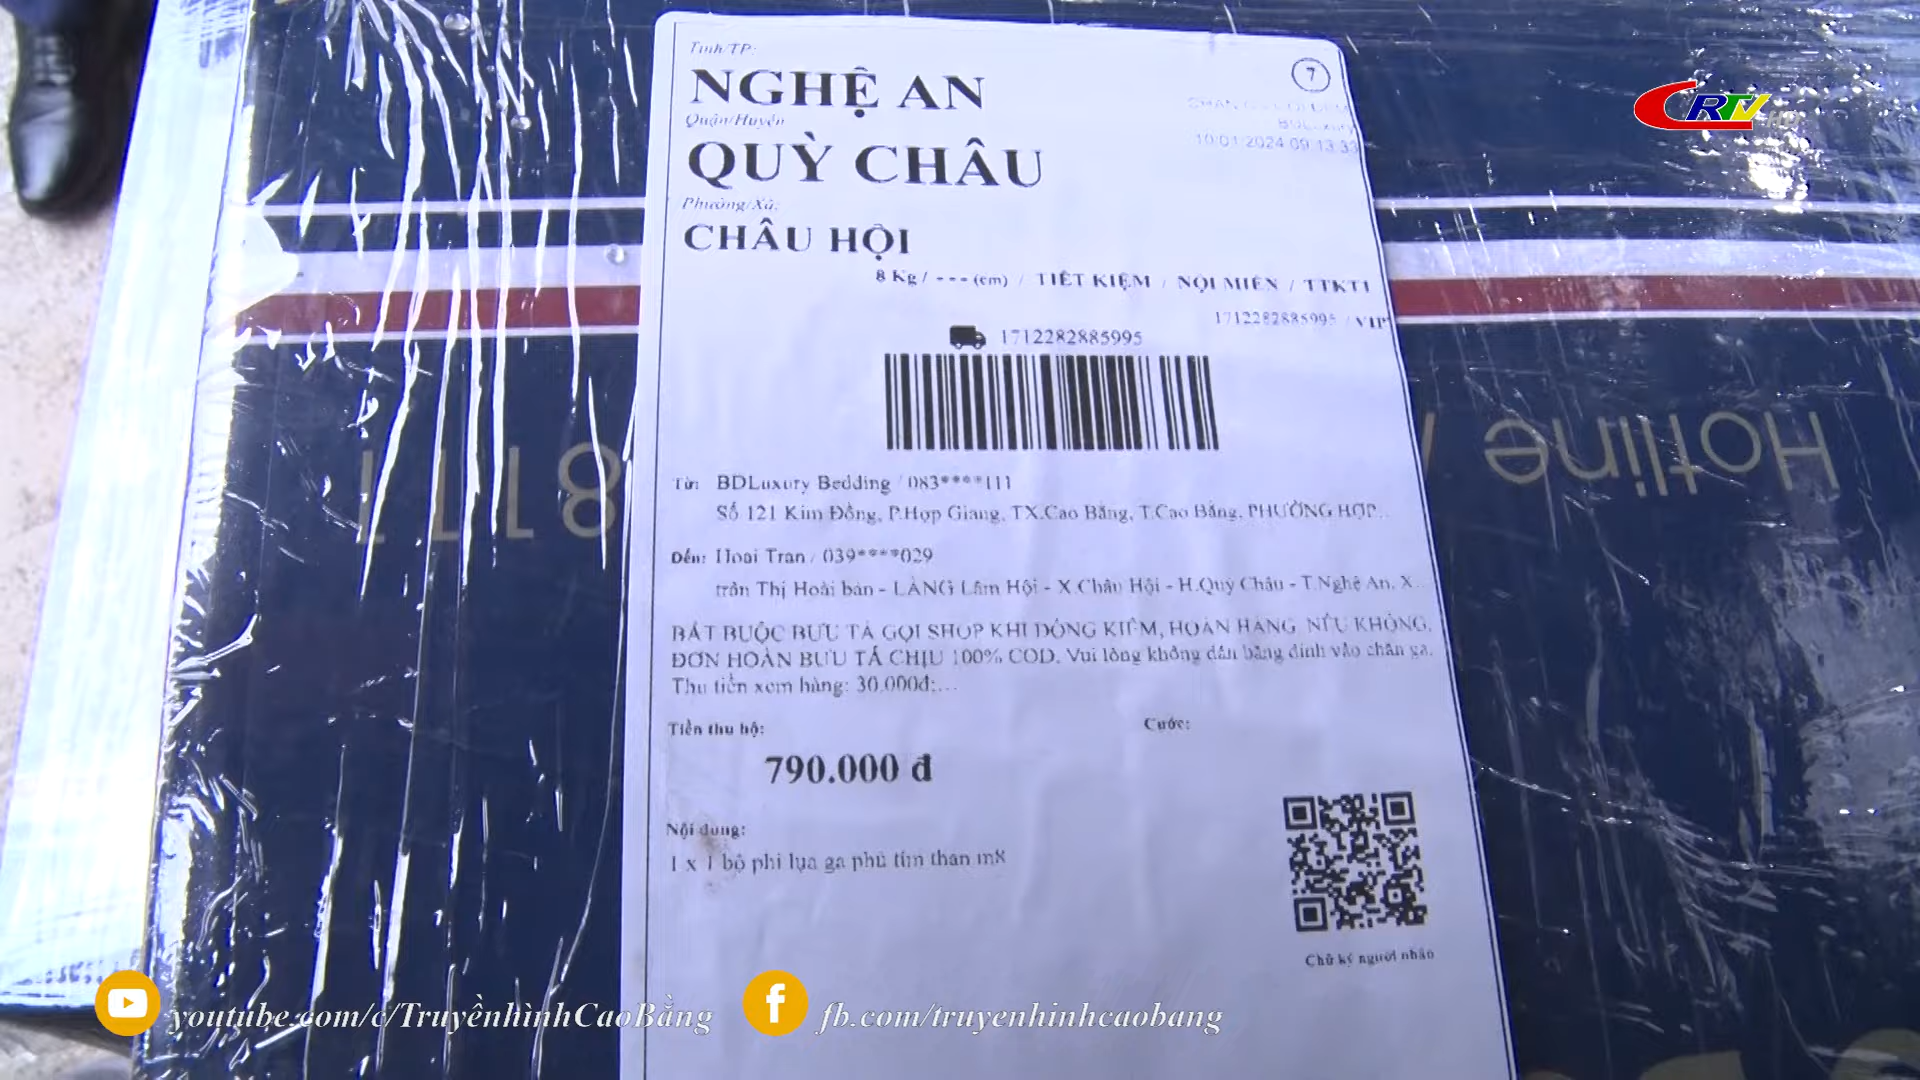 Tỉnh/TP:
NGHỆ AN
7
Quận/Huyện
QUỲ CHÂU
10/01/2024 09:13:33
Phường/Xã:
CHÂU HỘI
8 Kg / - - - (cm) / TIẾT KIỆM / NỘI MIỀN / TTKT1
1712282885995 / VIP
1712282885995
Từ: BDLuxury Bedding / 083****111
Số 121 Kim Đồng, P.Hợp Giang, TX.Cao Bằng, T.Cao Bằng, PHƯỜNG HỢP...
Đến: Hoai Tran / 039****029
trần Thị Hoài bản - LÀNG Lâm Hội - X.Châu Hội - H.Quỳ Châu - T.Nghệ An, X...
BẮT BUỘC BƯU TÁ GỌI SHOP KHI ĐỒNG KIỂM, HOÀN HÀNG. NẾU KHÔNG,
ĐƠN HOÀN BƯU TÁ CHỊU 100% COD. Vui lòng không dán băng dính vào chăn ga.
Thu tiền xem hàng: 30.000đ;...
Tiền thu hộ:
Cước:
790.000 đ
Nội dung:
1 x 1 bộ phi lụa ga phủ tím than m8
Chữ ký người nhận
Hotline /
8111
CRTV HD
youtube.com/c/TruyềnhìnhCaoBằng
fb.com/truyenhinhcaobang